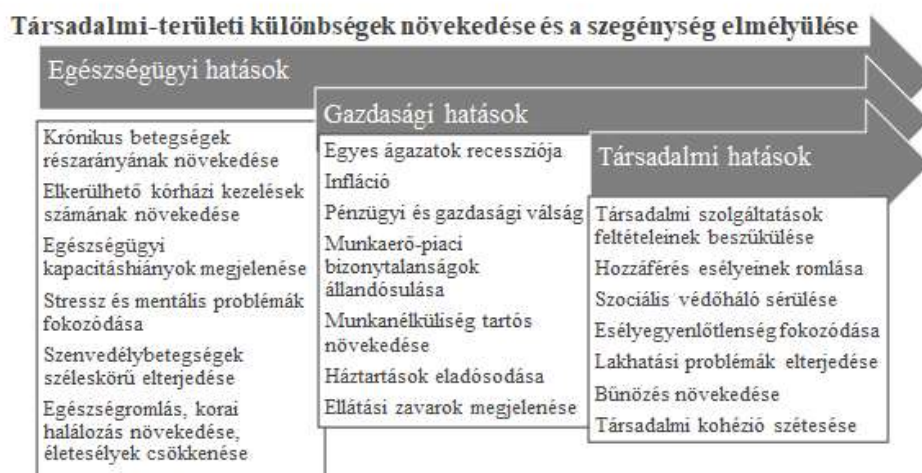 Társadalmi-területi különbségek növekedése és a szegénység elmélyülése
Egészségügyi hatások
Krónikus betegségek
részarányának növekedése
Elkerülhető kórházi kezelések
számának növekedése
Egészségügyi
kapacitáshiányok megjelenése
Stressz és mentális problémák
fokozódása
Szenvedélybetegségek
széleskörű elterjedése
Egészségromlás, korai
halálozás növekedése,
életesélyek csökkenése
Gazdasági hatások
Egyes ágazatok recessziója
Infláció
Pénzügyi és gazdasági válság
Munkaerő-piaci
bizonytalanságok
állandósulása
Munkanélküliség tartós
növekedése
Háztartások eladósodása
Ellátási zavarok megjelenése
Társadalmi hatások
Társadalmi szolgáltatások
feltételeinek beszűkülése
Hozzáférés esélyeinek romlása
Szociális védőháló sérülése
Esélyegyenlőtlenség fokozódása
Lakhatási problémák elterjedése
Bűnözés növekedése
Társadalmi kohézió szétesése